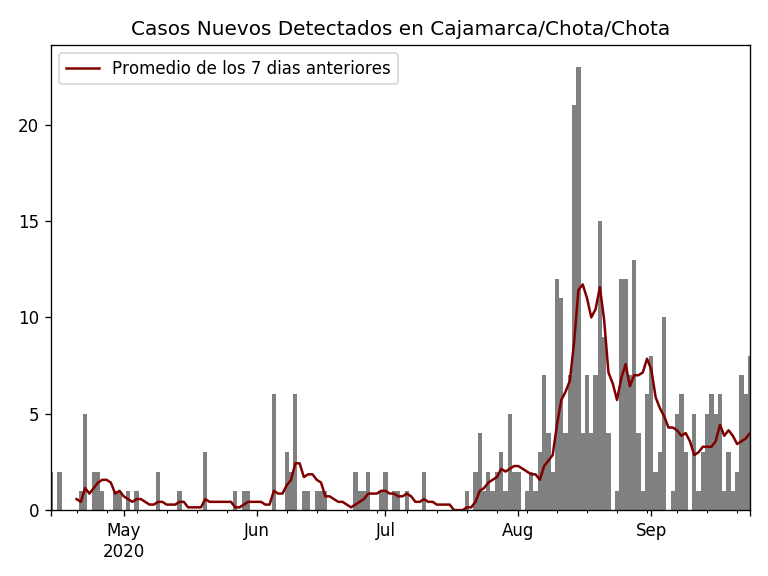 Casos Nuevos Detectados en Cajamarca/Chota/Chota
Promedio de los 7 dias anteriores
20
15
10
5
0
May Jun Jul Aug Sep
2020